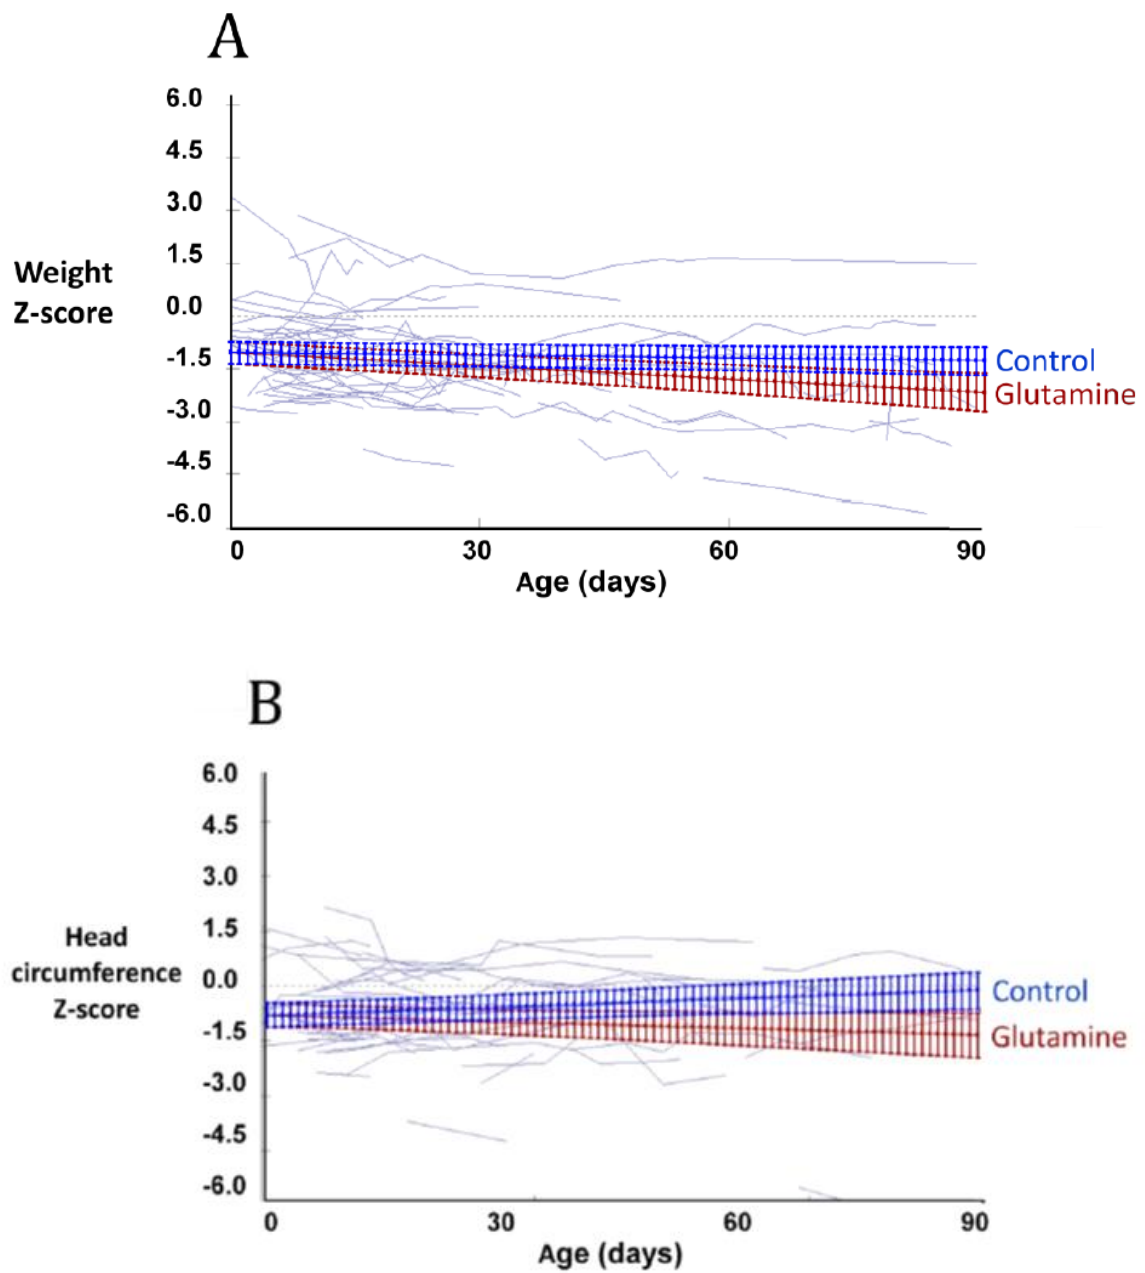 A
6.0
4.5
3.0
1.5
Weight
Z-score
0.0
-1.5
Control
Glutamine
-3.0
-4.5
-6.0
0 30 60 90
Age (days)
B
6.0
4.5
3.0
1.5
Head
circumference
Z-score
0.0
Control
-1.5
Glutamine
-3.0
-4.5
-6.0
0 30 60 90
Age (days)